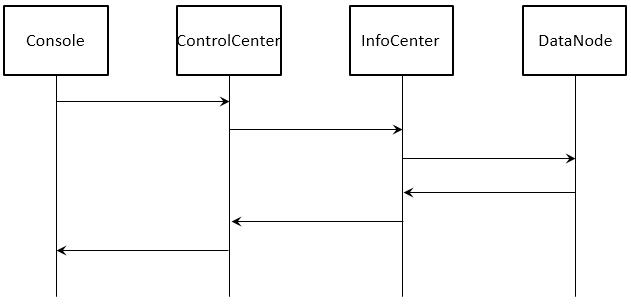 Console
ControlCenter
InfoCenter
DataNode